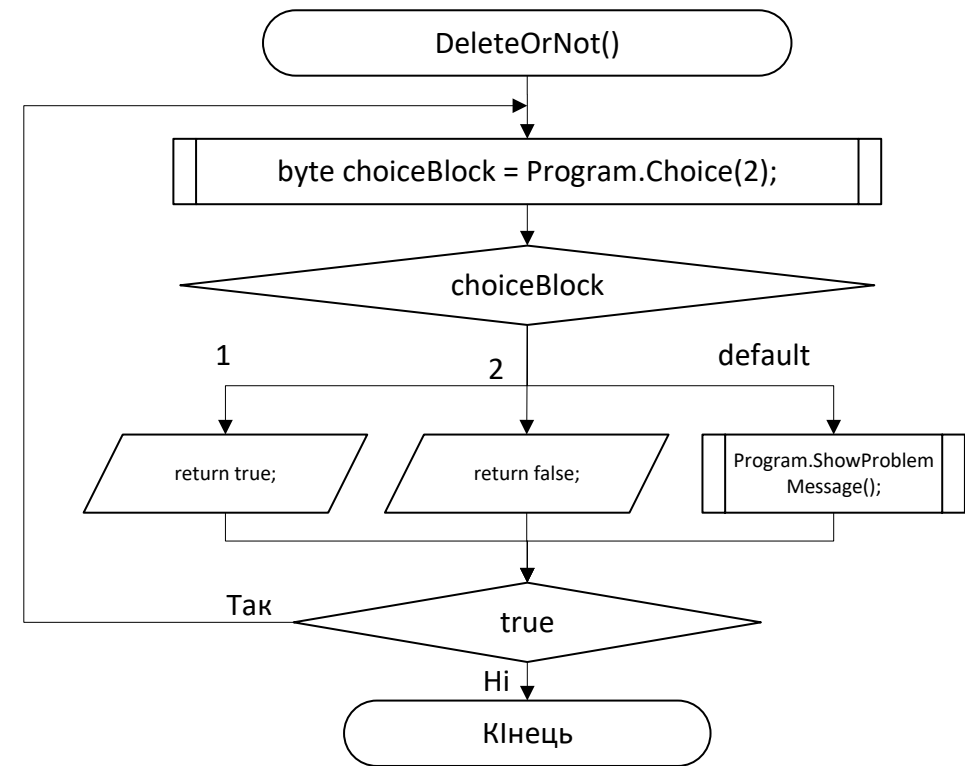 DeleteOrNot()
byte choiceBlock = Program.Choice(2);
choiceBlock
1
2
default
return true;
return false;
Program.ShowProblem
Message();
Так
true
Ні
КІнець